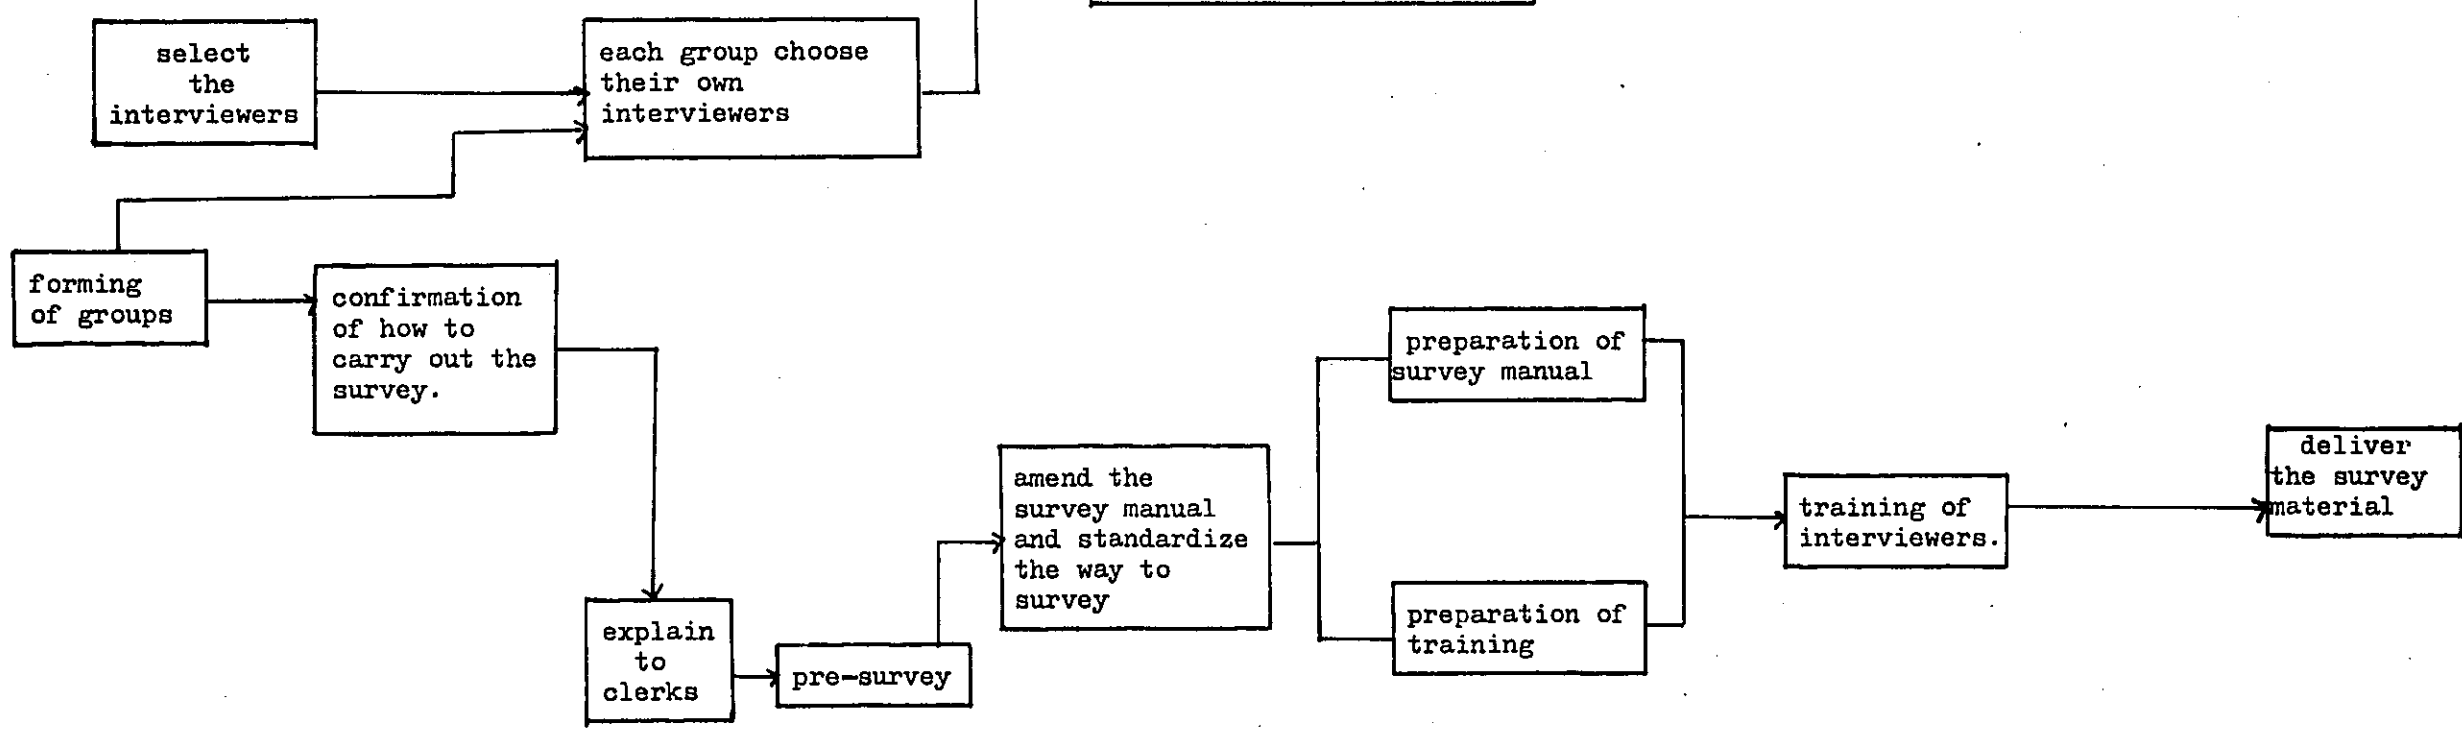 select
the
interviewers
each group choose
their own
interviewers
forming
of groups
confirmation
of how to
carry out the
survey.
explain
to
clerks
pre-survey
amend the
survey manual
and standardize
the way to
survey
preparation of
survey manual
preparation of
training
training of
interviewers.
deliver
the survey
material